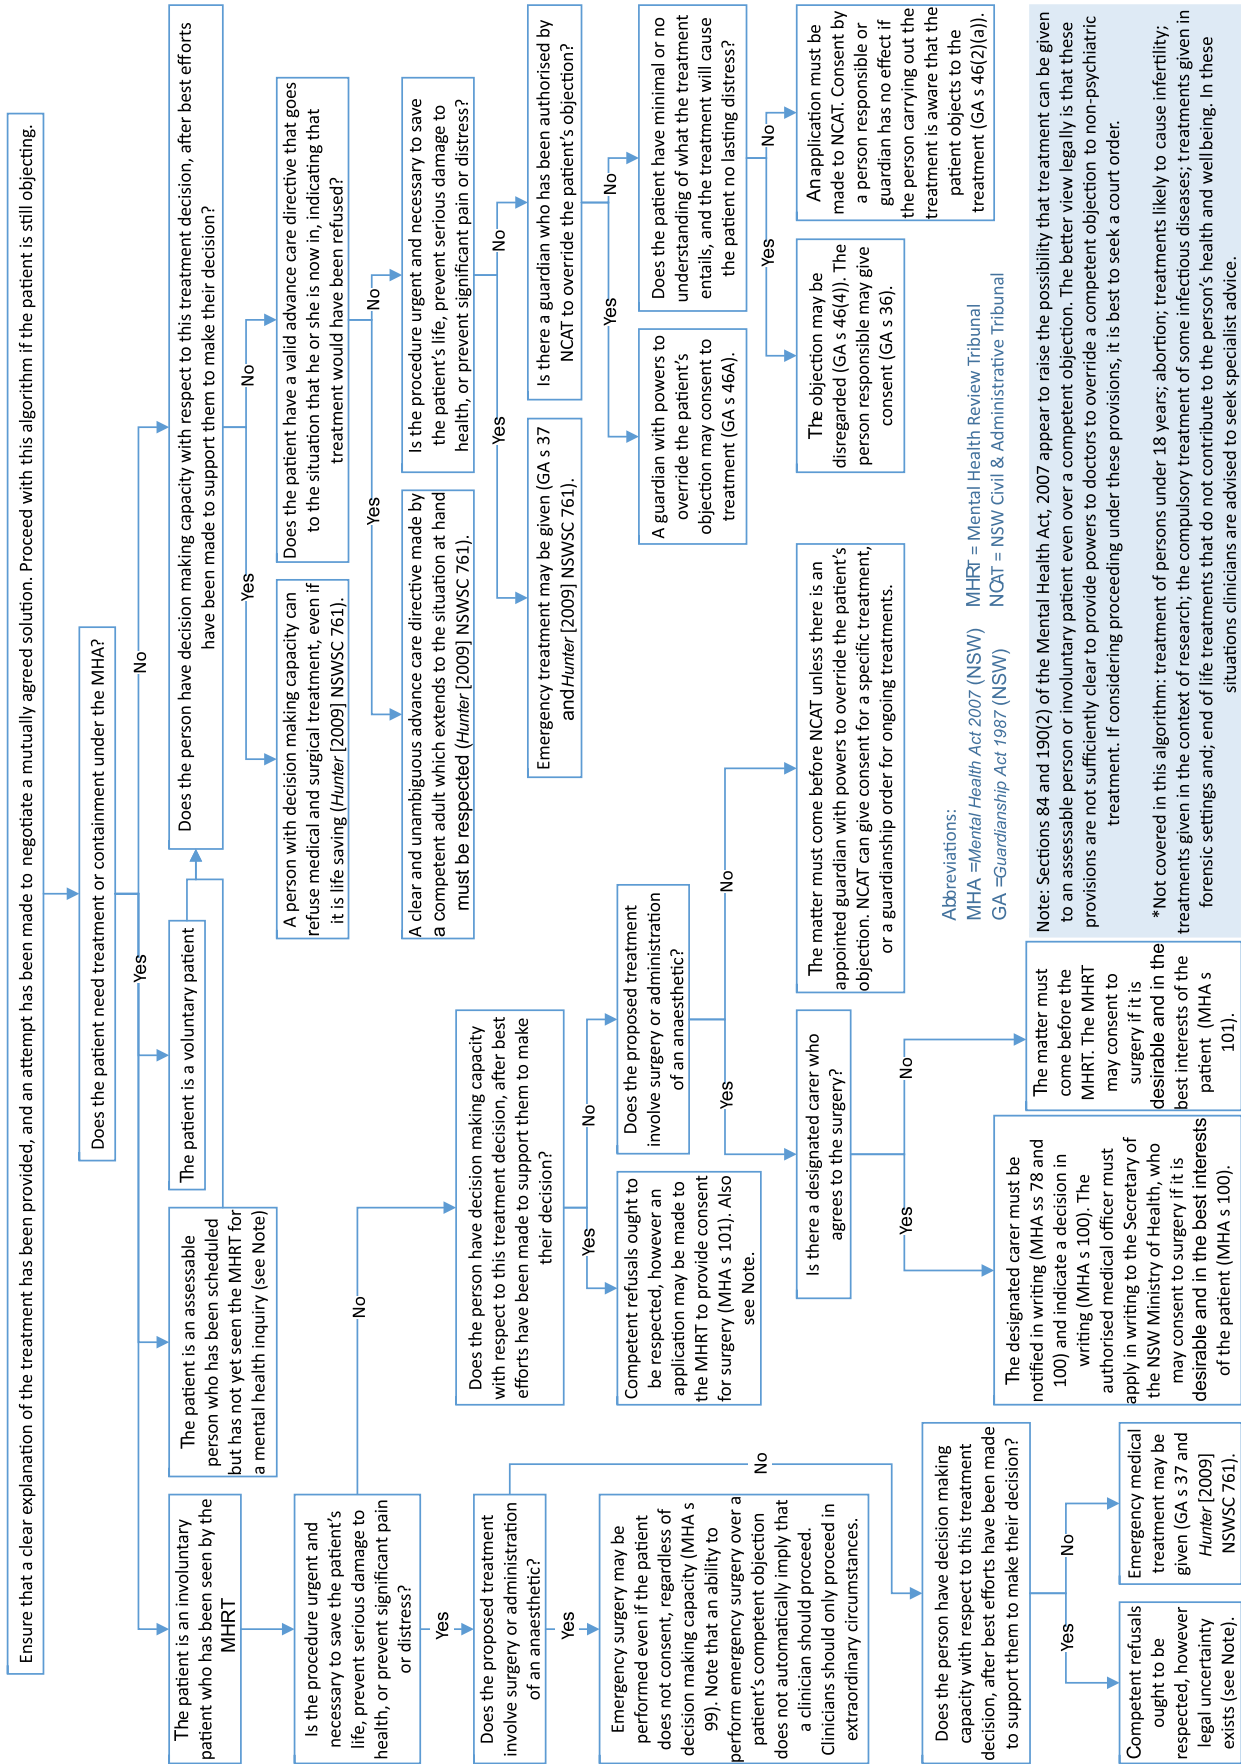 Ensure that a clear explanation of the treatment has been provided, and an attempt has been made to negotiate a mutually agreed solution. Proceed with this algorithm if the patient is still objecting.
Does the patient need treatment or containment under the MHA?
Yes
No
The patient is an involuntary
patient who has been seen by the
MHRT
The patient is an assessable
person who has been scheduled
but has not yet seen the MHRT for
a mental health inquiry (see Note)
The patient is a voluntary patient
Does the person have decision making capacity with respect to this treatment decision, after best efforts
have been made to support them to make their decision?
Yes
No
A person with decision making capacity can
refuse medical and surgical treatment, even if
it is life saving (Hunter [2009] NSWSC 761).
Does the patient have a valid advance care directive that goes
to the situation that he or she is now in, indicating that
treatment would have been refused?
Yes
No
A clear and unambiguous advance care directive made by
a competent adult which extends to the situation at hand
must be respected (Hunter [2009] NSWSC 761).
Is the procedure urgent and necessary to save
the patient's life, prevent serious damage to
health, or prevent significant pain or distress?
Yes
No
Emergency treatment may be given (GA s 37
and Hunter [2009] NSWSC 761).
Is there a guardian who has been authorised by
NCAT to override the patient's objection?
Yes
No
A guardian with powers to
override the patient's
objection may consent to
treatment (GA s 46A).
Does the patient have minimal or no
understanding of what the treatment
entails, and the treatment will cause
the patient no lasting distress?
Yes
No
The objection may be
disregarded (GA s 46(4)). The
person responsible may give
consent (GA s 36).
An application must be
made to NCAT. Consent by
a person responsible or
guardian has no effect if
the person carrying out the
treatment is aware that the
patient objects to the
treatment (GA s 46(2)(a)).
Is the procedure urgent and
necessary to save the patient's
life, prevent serious damage to
health, or prevent significant pain
or distress?
Yes
No
Does the proposed treatment
involve surgery or administration
of an anaesthetic?
Yes
No
Emergency surgery may be
performed even if the patient
does not consent, regardless of
decision making capacity (MHA s
99). Note that an ability to
perform emergency surgery over a
patient's competent objection
does not automatically imply that
a clinician should proceed.
Clinicians should only proceed in
extraordinary circumstances.
Does the person have decision making
capacity with respect to this treatment
decision, after best efforts have been made
to support them to make their decision?
Yes
No
Competent refusals
ought to be
respected, however
legal uncertainty
exists (see Note).
Emergency medical
treatment may be
given (GA s 37 and
Hunter [2009]
NSWSC 761).
Does the person have decision making capacity
with respect to this treatment decision, after best
efforts have been made to support them to make
their decision?
Yes
No
Competent refusals ought to
be respected, however an
application may be made to
the MHRT to provide consent
for surgery (MHA s 101). Also
see Note.
Does the proposed treatment
involve surgery or administration
of an anaesthetic?
Yes
No
Is there a designated carer who
agrees to the surgery?
Yes
No
The matter must come before NCAT unless there is an
appointed guardian with powers to override the patient's
objection. NCAT can give consent for a specific treatment,
or a guardianship order for ongoing treatments.
The designated carer must be
notified in writing (MHA ss 78 and
100) and indicate a decision in
writing (MHA s 100). The
authorised medical officer must
apply in writing to the Secretary of
the NSW Ministry of Health, who
may consent to surgery if it is
desirable and in the best interests
of the patient (MHA s 100).
The matter must
come before the
MHRT. The MHRT
may consent to
surgery if it is
desirable and in the
best interests of the
patient (MHA s
101).
Abbreviations:
MHA =Mental Health Act 2007 (NSW) MHRT = Mental Health Review Tribunal
GA =Guardianship Act 1987 (NSW) NCAT = NSW Civil & Administrative Tribunal
Note: Sections 84 and 190(2) of the Mental Health Act, 2007 appear to raise the possibility that treatment can be given
to an assessable person or involuntary patient even over a competent objection. The better view legally is that these
provisions are not sufficiently clear to provide powers to doctors to override a competent objection to non-psychiatric
treatment. If considering proceeding under these provisions, it is best to seek a court order.
*Not covered in this algorithm: treatment of persons under 18 years; abortion; treatments likely to cause infertility;
treatments given in the context of research; the compulsory treatment of some infectious diseases; treatments given in
forensic settings and; end of life treatments that do not contribute to the person's health and well being. In these
situations clinicians are advised to seek specialist advice.